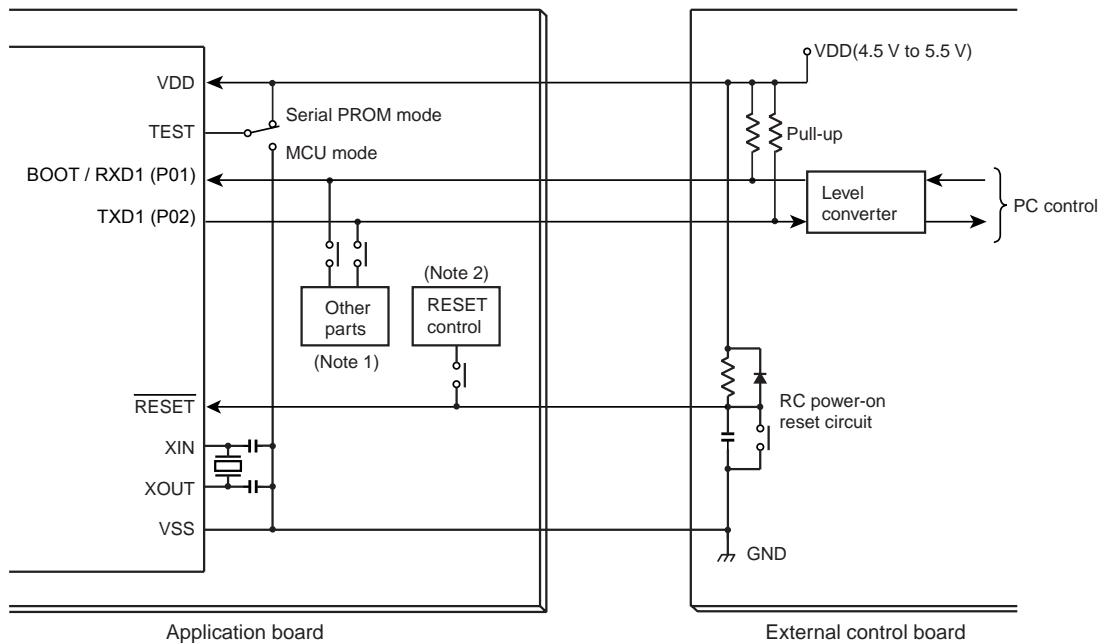 VDD(4.5 V to 5.5 V)
VDD
Serial PROM mode
TEST
Pull-up
MCU mode
BOOT / RXD1 (P01)
Level
converter
PC control
TXD1 (P02)
(Note 2)
Other
parts
RESET
control
(Note 1)
RESET
RC power-on
reset circuit
XIN
XOUT
VSS
GND
Application board
External control board